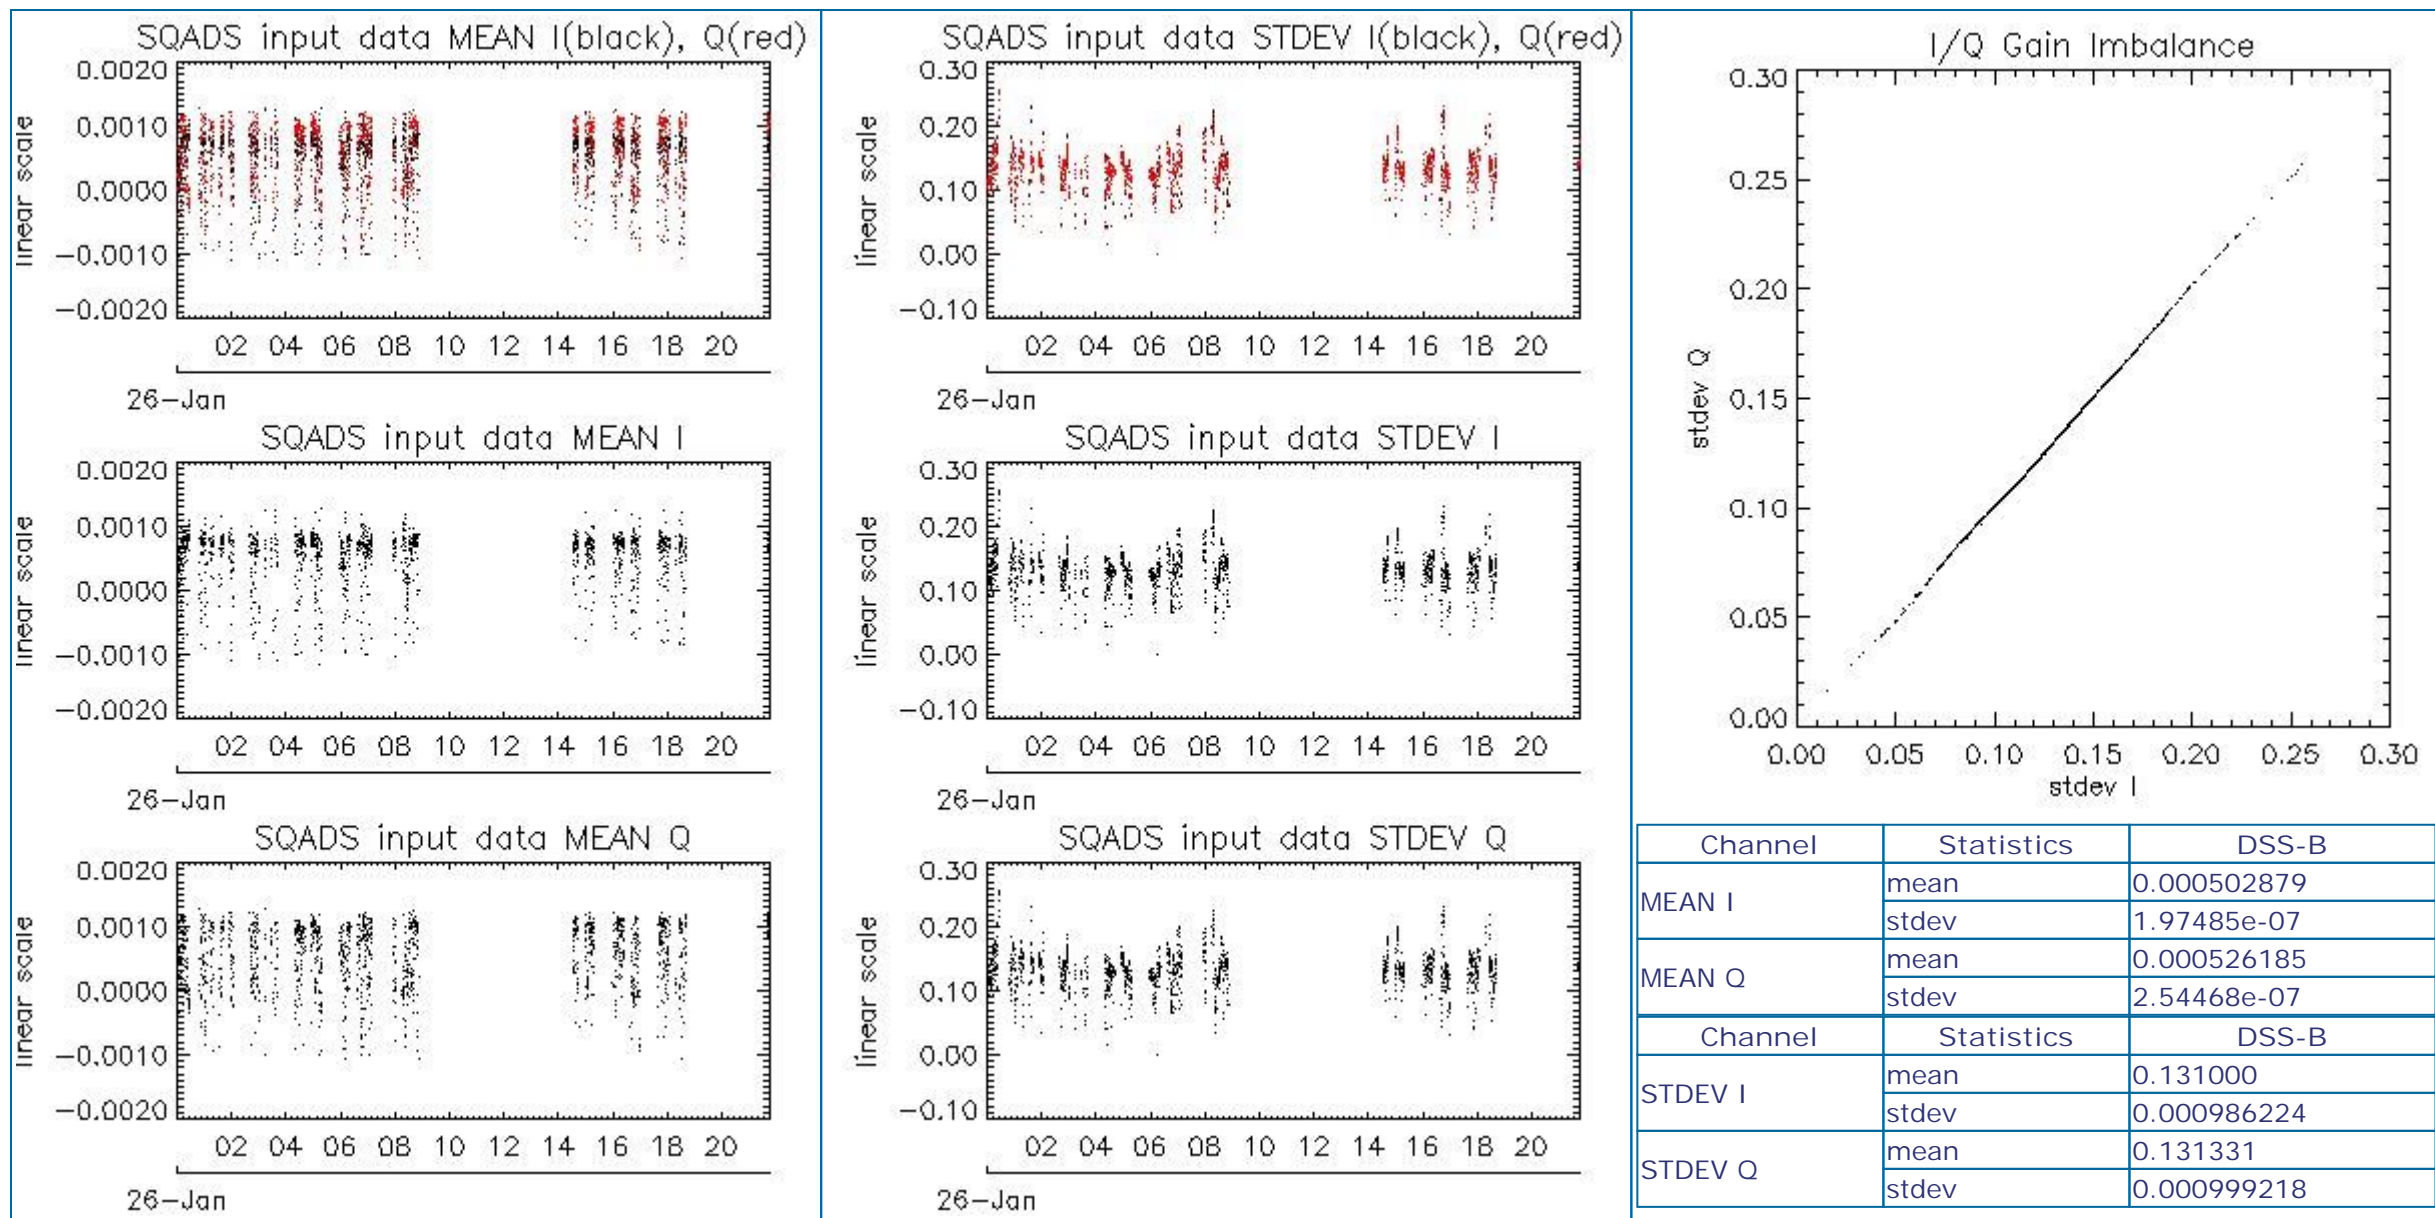 SQADS input data MEAN I(black), Q(red)
0.0020
0.0010
0.0000
−0.0010
−0.0020
linear scale
02 04 06 08 10 12 14 16 18 20
26−Jan
SQADS input data MEAN I
0.0020
0.0010
0.0000
−0.0010
−0.0020
linear scale
02 04 06 08 10 12 14 16 18 20
26−Jan
SQADS input data MEAN Q
0.0020
0.0010
0.0000
−0.0010
−0.0020
linear scale
02 04 06 08 10 12 14 16 18 20
26−Jan
SQADS input data STDEV I(black), Q(red)
0.30
0.20
0.10
0.00
−0.10
linear scale
02 04 06 08 10 12 14 16 18 20
26−Jan
SQADS input data STDEV I
0.30
0.20
0.10
0.00
−0.10
linear scale
02 04 06 08 10 12 14 16 18 20
26−Jan
SQADS input data STDEV Q
0.30
0.20
0.10
0.00
−0.10
linear scale
02 04 06 08 10 12 14 16 18 20
26−Jan
I/Q Gain Imbalance
0.30
0.25
0.20
0.15
0.10
0.05
0.00
stdev Q
0.00 0.05 0.10 0.15 0.20 0.25 0.30
stdev I
Channel Statistics DSS-B
MEAN I mean 0.000502879
stdev 1.97485e-07
MEAN Q mean 0.000526185
stdev 2.54468e-07
Channel Statistics DSS-B
STDEV I mean 0.131000
stdev 0.000986224
STDEV Q mean 0.131331
stdev 0.000999218